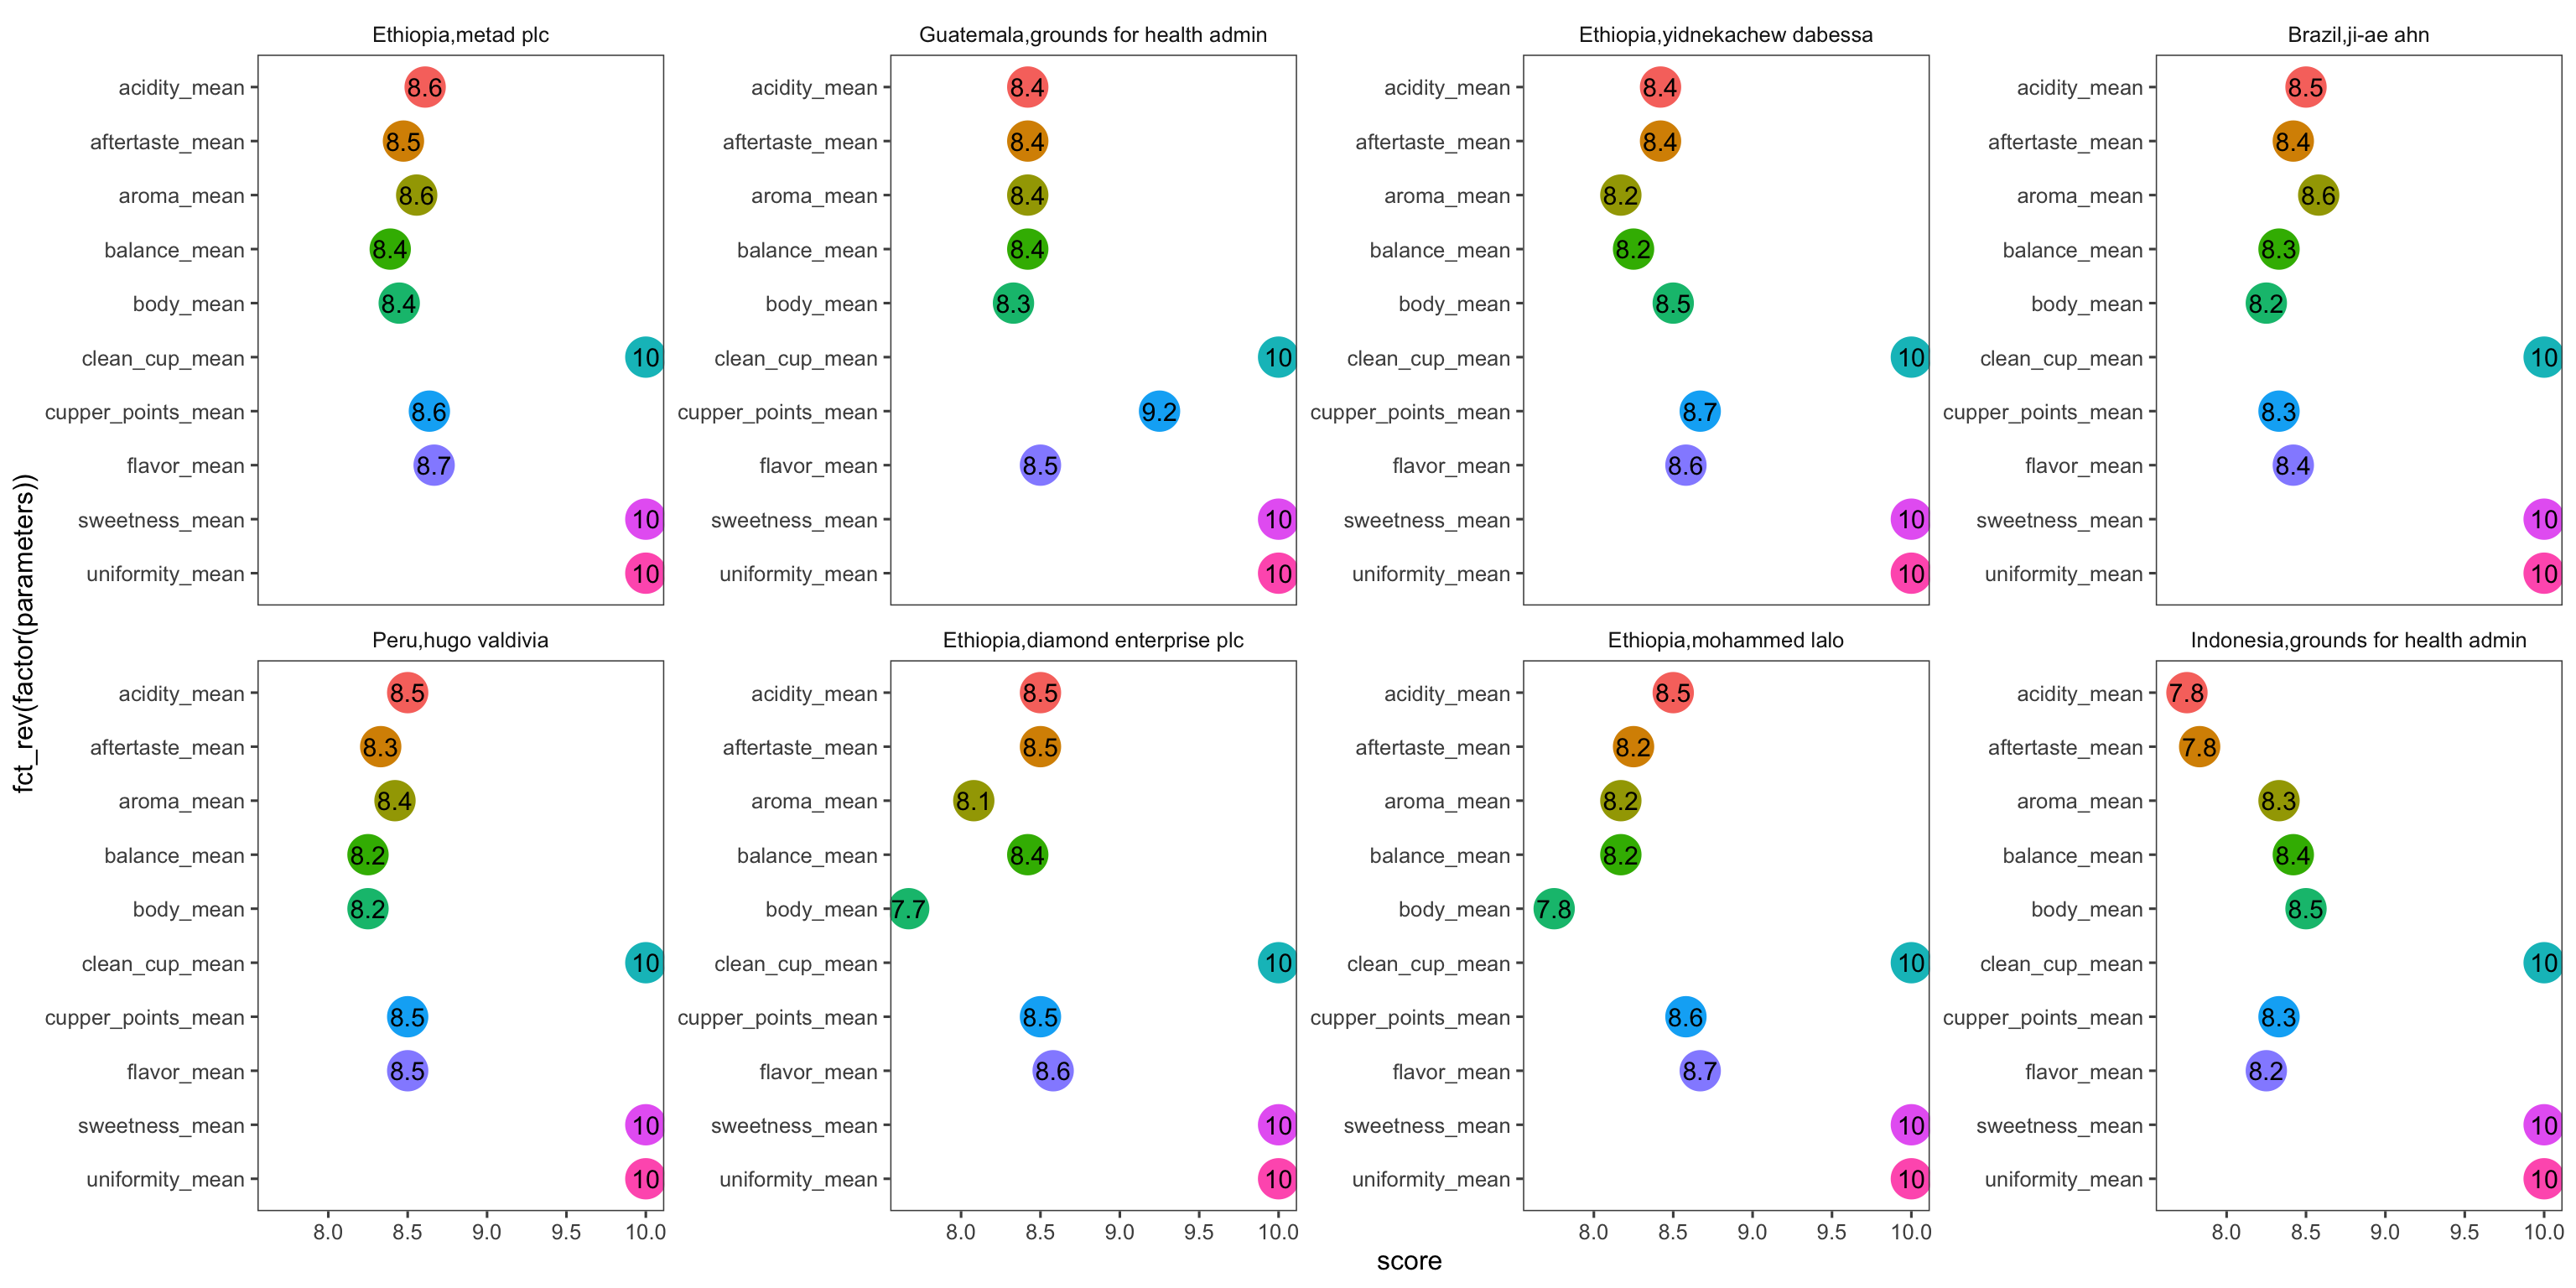 Ethiopia,metad plc
Guatemala,grounds for health admin
Ethiopia,yidnekachew dabessa
Brazil,ji-ae ahn
acidity_mean 8.6
aftertaste_mean 8.5
aroma_mean 8.6
balance_mean 8.4
body_mean 8.4
clean_cup_mean 10
cupper_points_mean 8.6
flavor_mean 8.7
sweetness_mean 10
uniformity_mean 10
acidity_mean 8.4
aftertaste_mean 8.4
aroma_mean 8.4
balance_mean 8.4
body_mean 8.3
clean_cup_mean 10
cupper_points_mean 9.2
flavor_mean 8.5
sweetness_mean 10
uniformity_mean 10
acidity_mean 8.4
aftertaste_mean 8.4
aroma_mean 8.2
balance_mean 8.2
body_mean 8.5
clean_cup_mean 10
cupper_points_mean 8.7
flavor_mean 8.6
sweetness_mean 10
uniformity_mean 10
acidity_mean 8.5
aftertaste_mean 8.4
aroma_mean 8.6
balance_mean 8.3
body_mean 8.2
clean_cup_mean 10
cupper_points_mean 8.3
flavor_mean 8.4
sweetness_mean 10
uniformity_mean 10
fct_rev(factor(parameters))
Peru,hugo valdivia
Ethiopia,diamond enterprise plc
Ethiopia,mohammed lalo
Indonesia,grounds for health admin
acidity_mean 8.5
aftertaste_mean 8.3
aroma_mean 8.4
balance_mean 8.2
body_mean 8.2
clean_cup_mean 10
cupper_points_mean 8.5
flavor_mean 8.5
sweetness_mean 10
uniformity_mean 10
acidity_mean 8.5
aftertaste_mean 8.5
aroma_mean 8.1
balance_mean 8.4
body_mean 7.7
clean_cup_mean 10
cupper_points_mean 8.5
flavor_mean 8.6
sweetness_mean 10
uniformity_mean 10
acidity_mean 8.5
aftertaste_mean 8.2
aroma_mean 8.2
balance_mean 8.2
body_mean 7.8
clean_cup_mean 10
cupper_points_mean 8.6
flavor_mean 8.7
sweetness_mean 10
uniformity_mean 10
acidity_mean 7.8
aftertaste_mean 7.8
aroma_mean 8.3
balance_mean 8.4
body_mean 8.5
clean_cup_mean 10
cupper_points_mean 8.3
flavor_mean 8.2
sweetness_mean 10
uniformity_mean 10
8.0 8.5 9.0 9.5 10.0
8.0 8.5 9.0 9.5 10.0
8.0 8.5 9.0 9.5 10.0
8.0 8.5 9.0 9.5 10.0
score